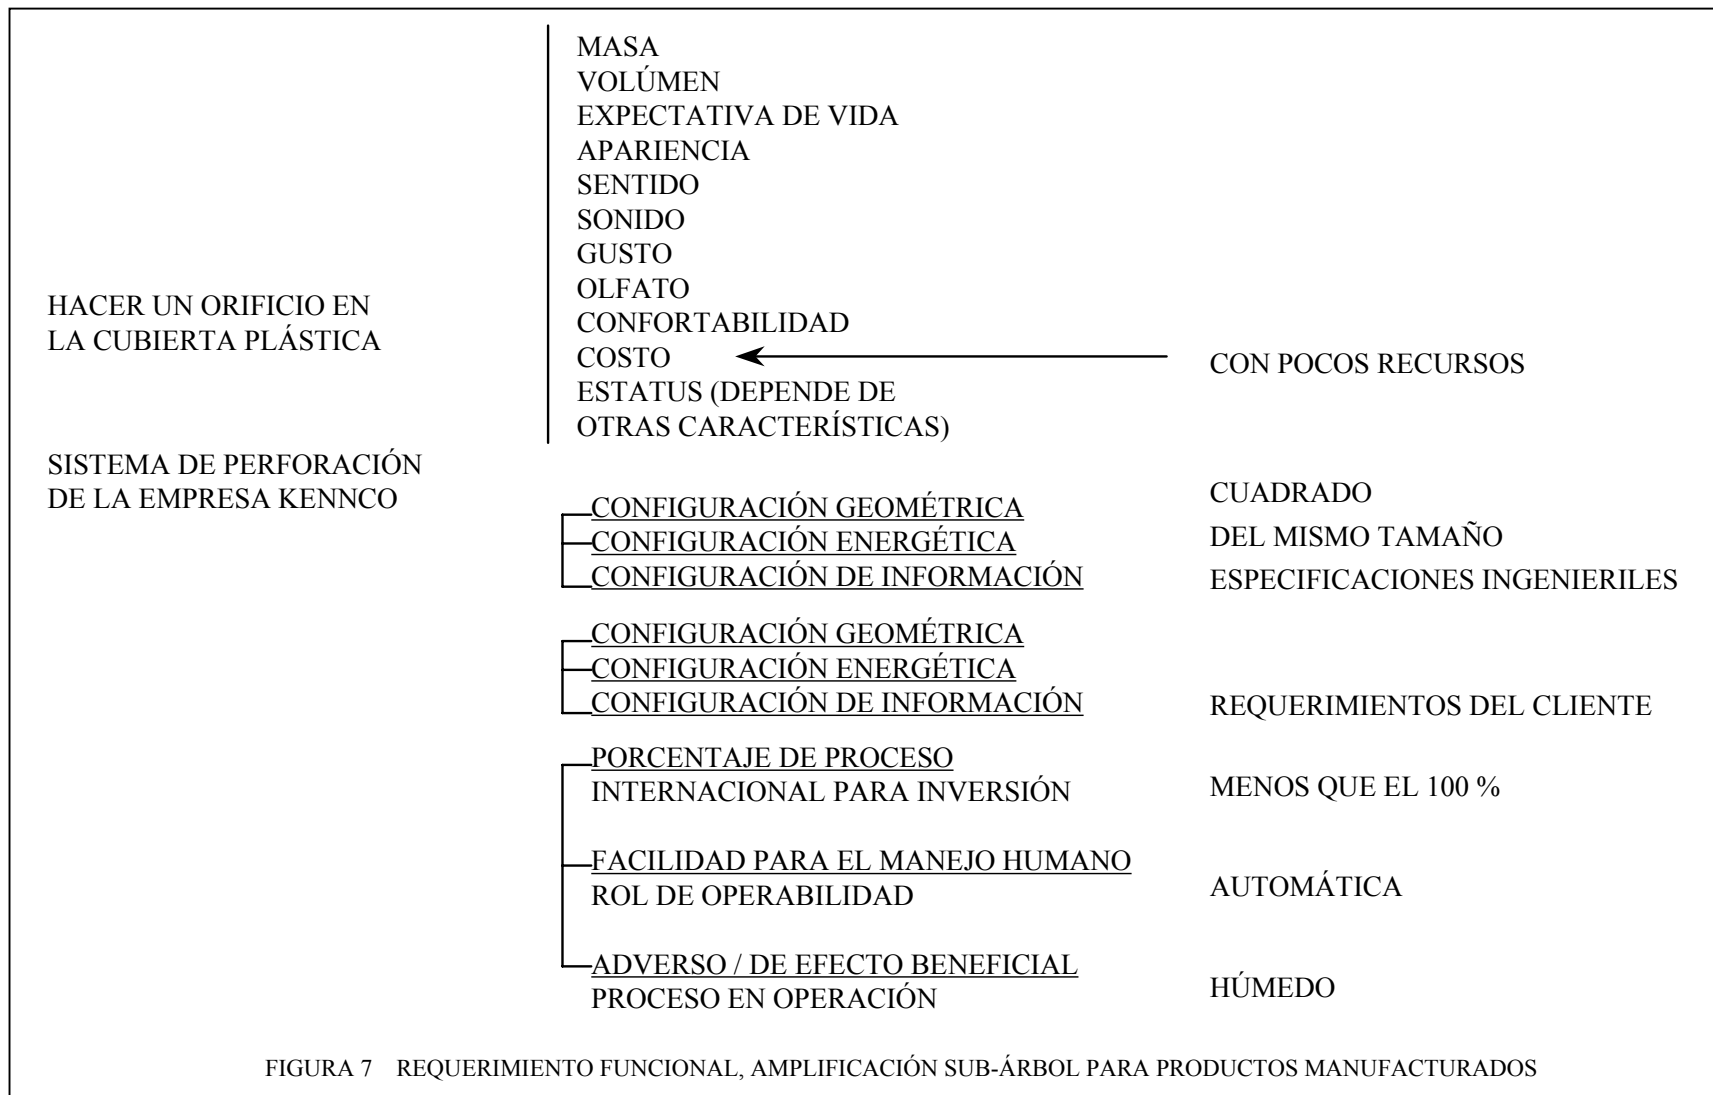 MASA
VOLÚMEN
EXPECTATIVA DE VIDA
APARIENCIA
SENTIDO
SONIDO
GUSTO
OLFATO
CONFORTABILIDAD
COSTO
ESTATUS (DEPENDE DE
OTRAS CARACTERÍSTICAS)
HACER UN ORIFICIO EN
LA CUBIERTA PLÁSTICA
CON POCOS RECURSOS
SISTEMA DE PERFORACIÓN
DE LA EMPRESA KENNCO
CONFIGURACIÓN GEOMÉTRICA
CONFIGURACIÓN ENERGÉTICA
CONFIGURACIÓN DE INFORMACIÓN
CUADRADO
DEL MISMO TAMAÑO
ESPECIFICACIONES INGENIERILES
CONFIGURACIÓN GEOMÉTRICA
CONFIGURACIÓN ENERGÉTICA
CONFIGURACIÓN DE INFORMACIÓN
REQUERIMIENTOS DEL CLIENTE
PORCENTAJE DE PROCESO
INTERNACIONAL PARA INVERSIÓN
MENOS QUE EL 100 %
FACILIDAD PARA EL MANEJO HUMANO
ROL DE OPERABILIDAD
AUTOMÁTICA
ADVERSO / DE EFECTO BENEFICIAL
PROCESO EN OPERACIÓN
HÚMEDO
FIGURA 7 REQUERIMIENTO FUNCIONAL, AMPLIFICACIÓN SUB-ÁRBOL PARA PRODUCTOS MANUFACTURADOS